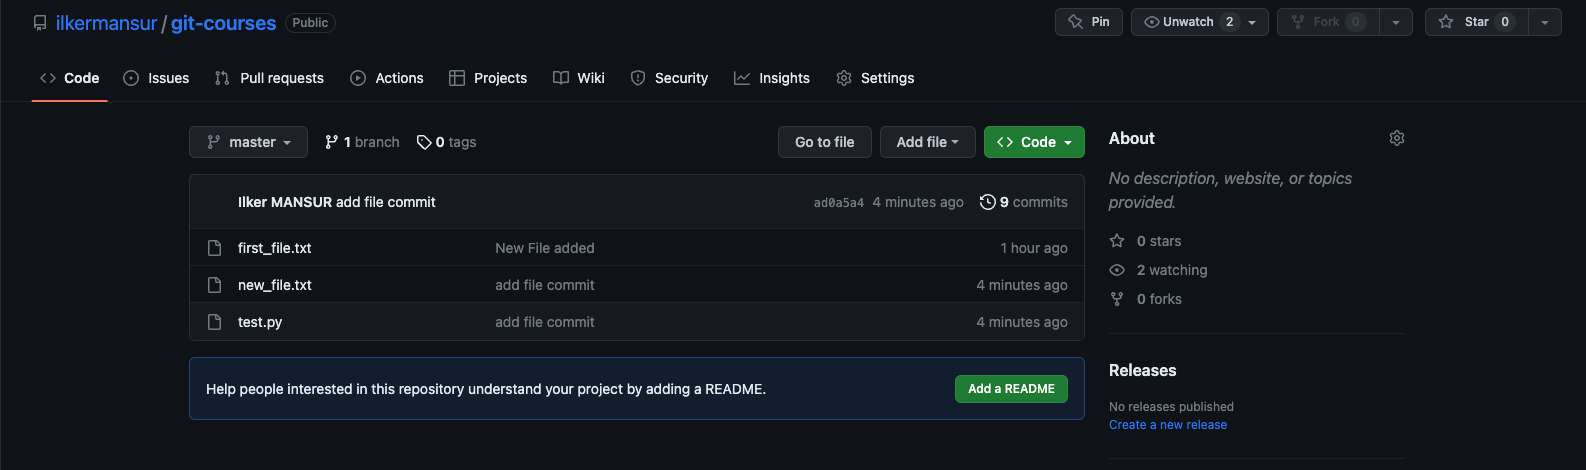 ilkermansur / git-courses Public Pin Unwatch 2 Fork 0 Star 0
Code Issues Pull requests Actions Projects Wiki Security Insights Settings
master 1 branch 0 tags Go to file Add file Code
Ilker MANSUR add file commit ad0a5a4 4 minutes ago 9 commits
first_file.txt New File added 1 hour ago
new_file.txt add file commit 4 minutes ago
test.py add file commit 4 minutes ago
Help people interested in this repository understand your project by adding a README. Add a README
About
No description, website, or topics
provided.
0 stars
2 watching
0 forks
Releases
No releases published
Create a new release